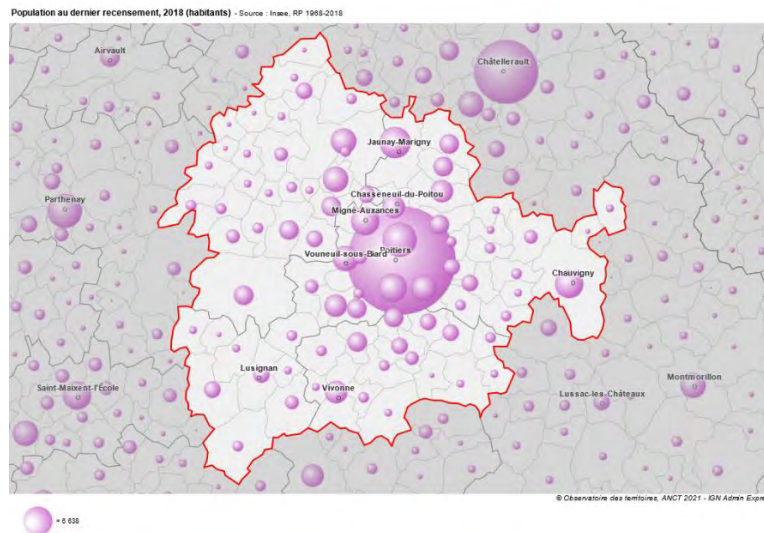 Population au dernier recensement, 2018 (habitants) - Source : Insee, RP 1968-2018
Airvault
Châtellerault
Jaunay-Marigny
Chasseneuil-du-Poitou
Parthenay
Migné-Auxances
Poitiers
Vouneuil-sous-Biard
Chauvigny
Lusignan
Montmorillon
Saint-Maixent-l'École
Vivonne
Lussac-les-Châteaux
© Observatoire des territoires, ANCT 2021 - IGN Admin Expre
= 6 638